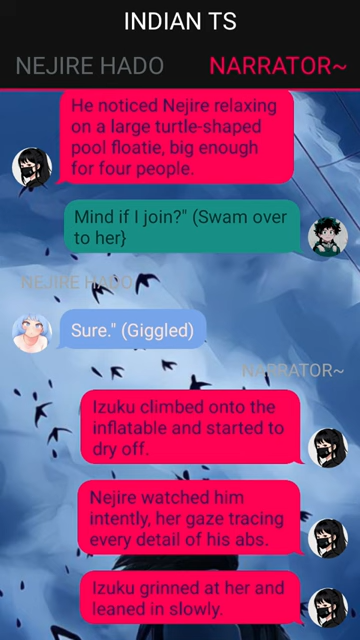 INDIAN TS
NEJIRE HADO NARRATOR~
He noticed Nejire relaxing
on a large turtle-shaped
pool floatie, big enough
for four people.
Mind if I join?" (Swam over
to her}
NEJIRE HADO
Sure." (Giggled)
NARRATOR~
Izuku climbed onto the
inflatable and started to
dry off.
Nejire watched him
intently, her gaze tracing
every detail of his abs.
Izuku grinned at her and
leaned in slowly.